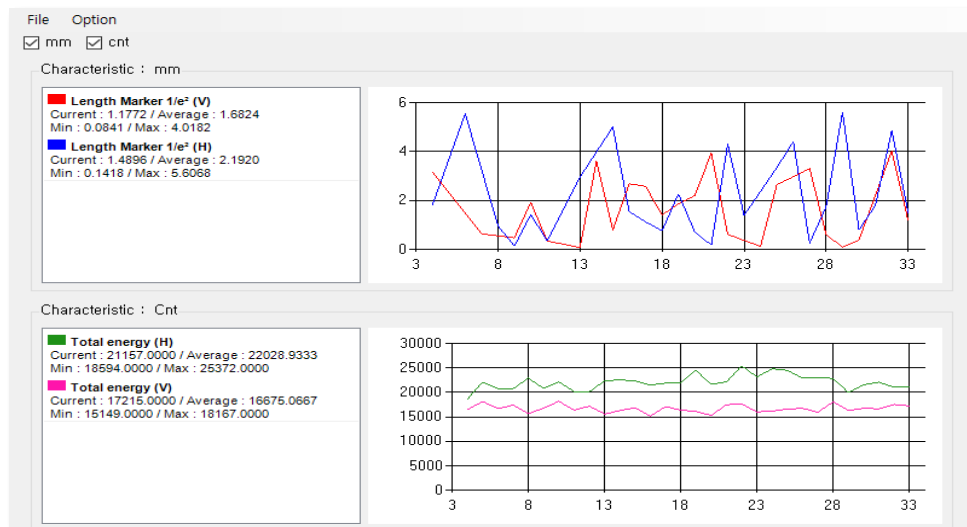 File Option
mm cnt
Characteristic : mm
Length Marker 1/e² (V)
Current : 1.1772 / Average : 1.6824
Min : 0.0841 / Max : 4.0182
Length Marker 1/e² (H)
Current : 1.4896 / Average : 2.1920
Min : 0.1418 / Max : 5.6068
6
4
2
0
3 8 13 18 23 28 33
Characteristic : Cnt
Total energy (H)
Current : 21157.0000 / Average : 22028.9333
Min : 18594.0000 / Max : 25372.0000
Total energy (V)
Current : 17215.0000 / Average : 16675.0667
Min : 15149.0000 / Max : 18167.0000
30000
25000
20000
15000
10000
5000
0
3 8 13 18 23 28 33